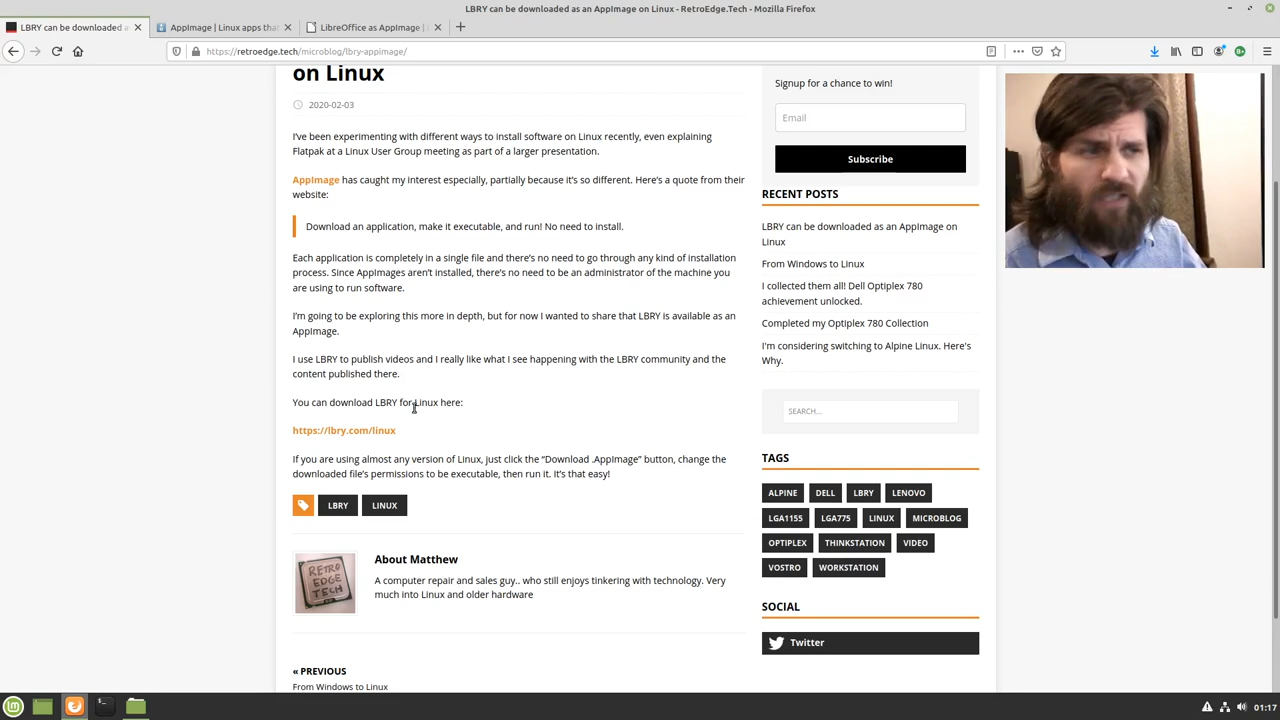 LBRY can be downloaded as an AppImage on Linux - RetroEdge.Tech - Mozilla Firefox
LBRY can be downloaded a
AppImage | Linux apps tha
LibreOffice as AppImage |
https://retroedge.tech/microblog/lbry-appimage/
on Linux
2020-02-03
I've been experimenting with different ways to install software on Linux recently, even explaining
Flatpak at a Linux User Group meeting as part of a larger presentation.
AppImage has caught my interest especially, partially because it's so different. Here's a quote from their
website:
Download an application, make it executable, and run! No need to install.
Each application is completely in a single file and there's no need to go through any kind of installation
process. Since AppImages aren't installed, there's no need to be an administrator of the machine you
are using to run software.
I'm going to be exploring this more in depth, but for now I wanted to share that LBRY is available as an
AppImage.
I use LBRY to publish videos and I really like what I see happening with the LBRY community and the
content published there.
You can download LBRY for Linux here:
https://lbry.com/linux
If you are using almost any version of Linux, just click the “Download .AppImage” button, change the
downloaded file's permissions to be executable, then run it. It's that easy!
LBRY
LINUX
About Matthew
A computer repair and sales guy.. who still enjoys tinkering with technology. Very
much into Linux and older hardware
RETRO
EDGE
TECH
« PREVIOUS
From Windows to Linux
Signup for a chance to win!
Email
Subscribe
RECENT POSTS
LBRY can be downloaded as an AppImage on
Linux
From Windows to Linux
I collected them all! Dell Optiplex 780
achievement unlocked.
Completed my Optiplex 780 Collection
I'm considering switching to Alpine Linux. Here's
Why.
SEARCH...
TAGS
ALPINE DELL LBRY LENOVO
LGA1155 LGA775 LINUX MICROBLOG
OPTIPLEX THINKSTATION VIDEO
VOSTRO WORKSTATION
SOCIAL
Twitter
01:17